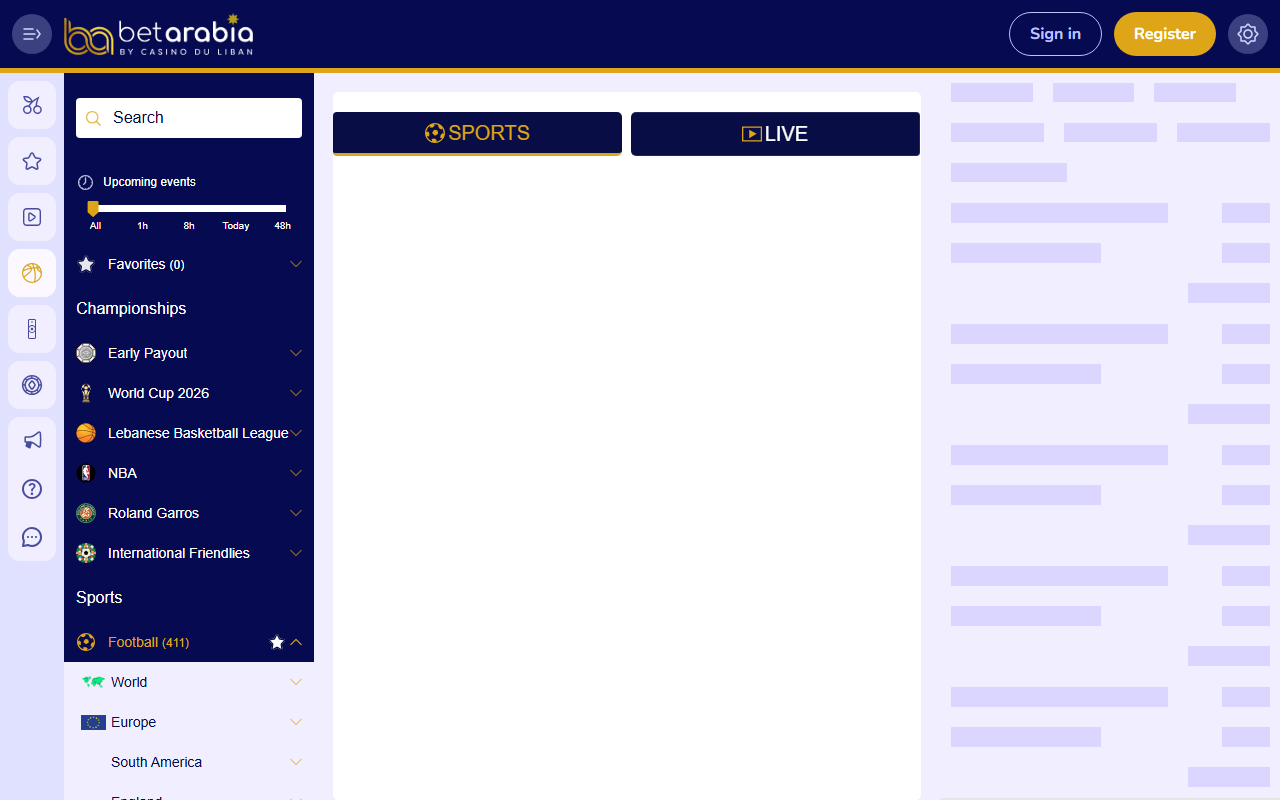 betarabia
BY CASINO DU LIBAN
Sign in
Register
Search
SPORTS
LIVE
Upcoming events
All 1h 8h Today 48h
Favorites (0)
Championships
Early Payout
World Cup 2026
Lebanese Basketball League
NBA
Roland Garros
International Friendlies
Sports
Football (411)
World
Europe
South America
England